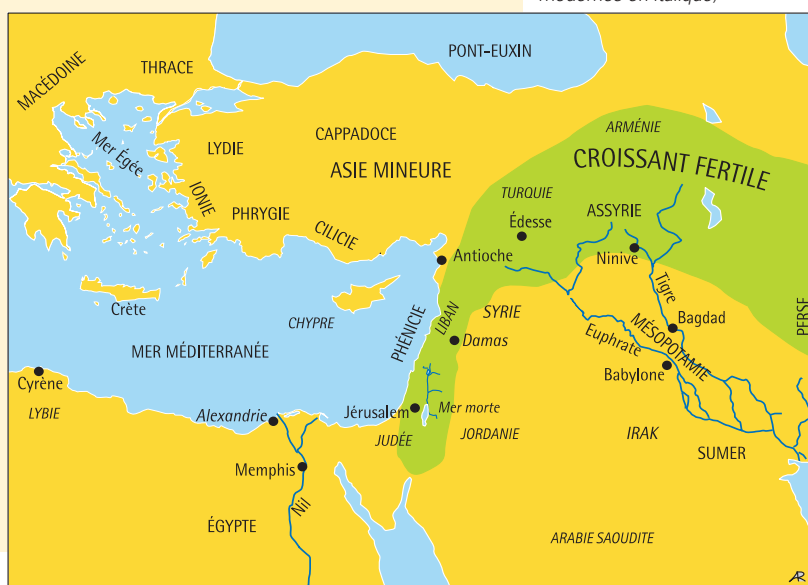 modernes en italique)
PONT-EUXIN
THRACE
MACÉDOINE
Mer Égée
LYDIE
CAPPADOCE
ASIE MINEURE
ARMÉNIE
CROISSANT FERTILE
TURQUIE
IONIE
PHRYGIE
CILICIE
Édesse
ASSYRIE
Antioche
Ninive
Tigre
Crète
CHYPRE
PHÉNICIE
LIBAN
SYRIE
Damas
Bagdad
PERSE
MER MÉDITERRANÉE
Euphrate
MÉSOPOTAMIE
Babylone
Cyrène
LYBIE
Alexandrie
Jérusalem
Mer morte
JUDÉE
JORDANIE
IRAK
SUMER
Memphis
Nil
ÉGYPTE
ARABIE SAOUDITE